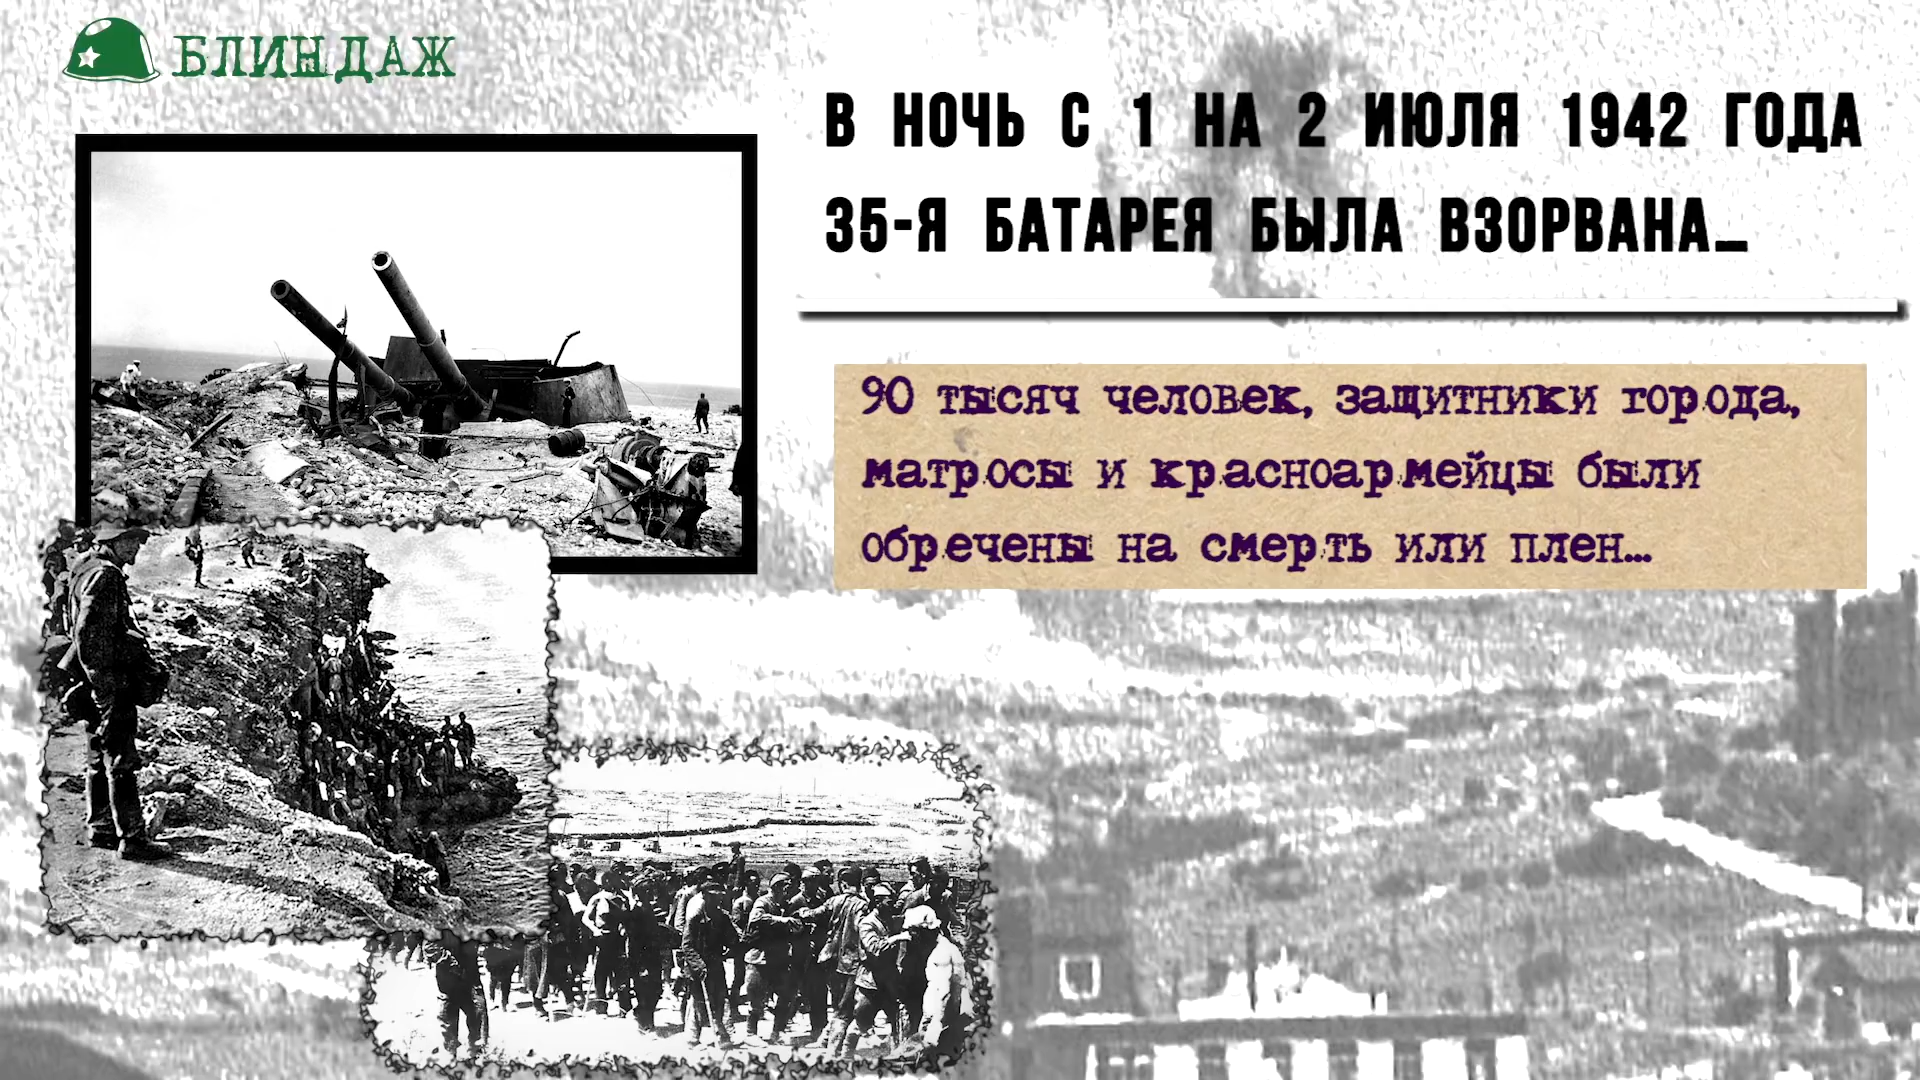 БЛИНДАЖ
В НОЧЬ С 1 НА 2 ИЮЛЯ 1942 ГОДА
35-Я БАТАРЕЯ БЫЛА ВЗОРВАНА...
90 тысяч человек, защитники города,
матросы и красноармейцы были
обречены на смерть или плен...